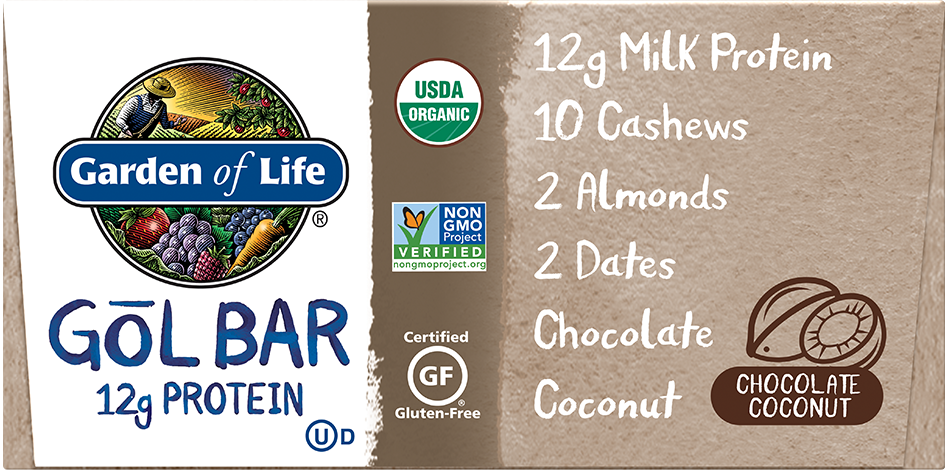 Garden of Life
®
GŌL BAR
12g PROTEIN
U D
USDA
ORGANIC
NON
GMO
Project
VERIFIED
nongmoproject.org
Certified
GF
®
Gluten-Free
12g Milk Protein
10 Cashews
2 Almonds
2 Dates
Chocolate
Coconut
CHOCOLATE
COCONUT